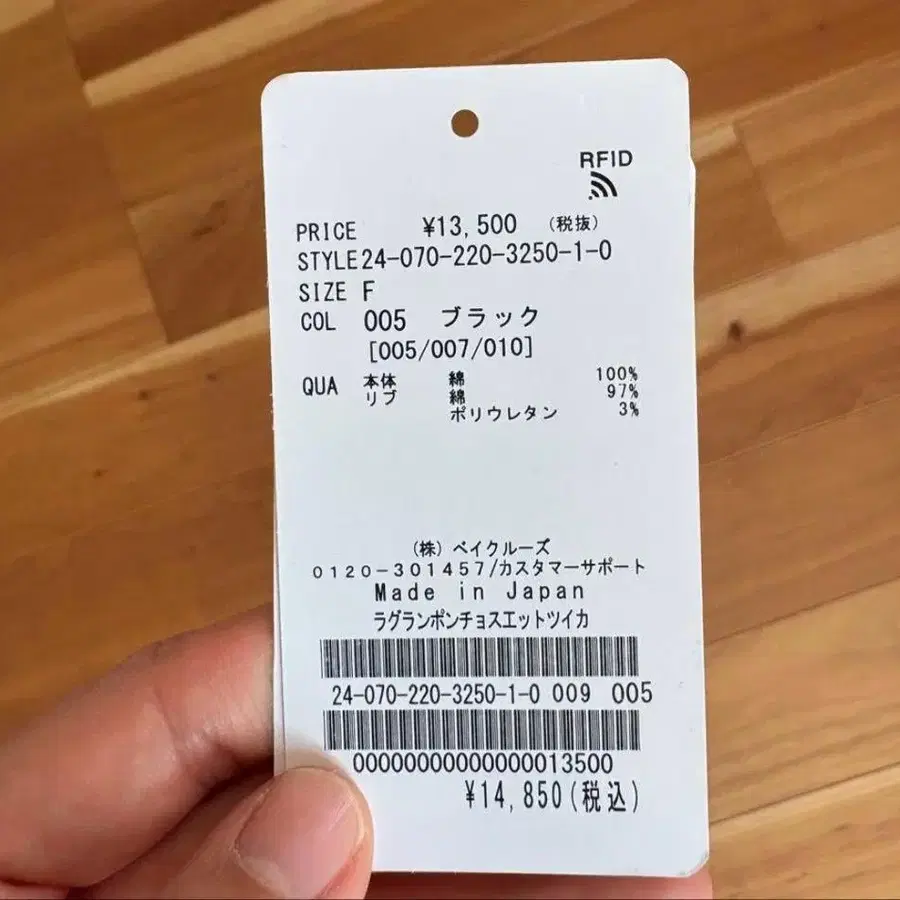 RFID
PRICE ¥13,500 (税抜)
STYLE 24-070-220-3250-1-0
SIZE F
COL 005 ブラック
[005/007/010]
QUA 本体 綿 100%
リブ 綿 97%
ポリウレタン 3%
(株) ベイクルーズ
0120-301457/カスタマーサポート
Made in Japan
ラグランポンチョスエットツイカ
24-070-220-3250-1-0 009 005
00000000000000013500
¥14,850(税込)